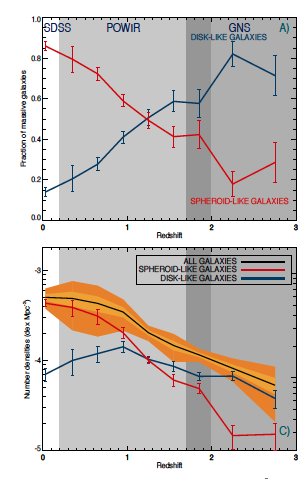 SDSS POWIR GNS A)
DISK-LIKE GALAXIES
1.0
0.8
0.6
0.4
0.2
0.0
Fraction of massive galaxies
SPHEROID-LIKE GALAXIES
0 1 2 3
Redshift
ALL GALAXIES
SPHEROID-LIKE GALAXIES
DISK-LIKE GALAXIES
-3
-4
-5
Number densities (dex Mpc⁻³)
C)
0 1 2 3
Redshift